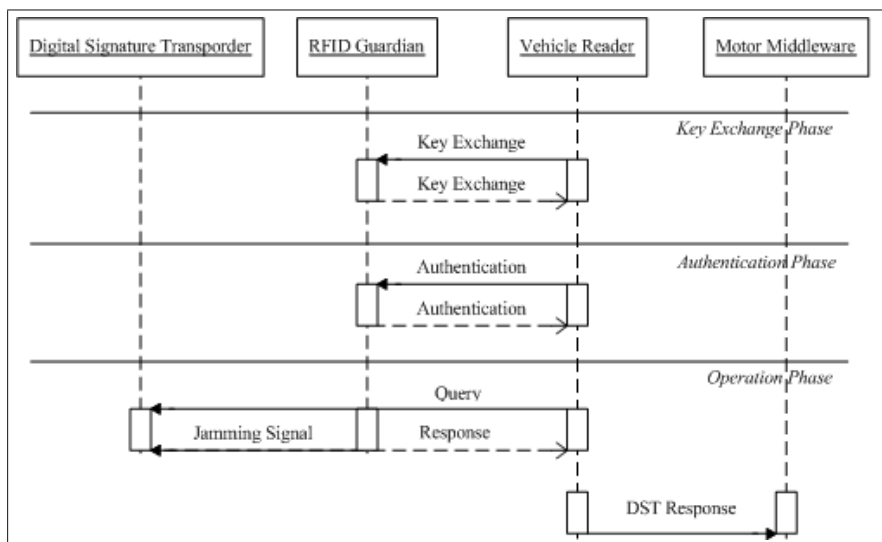 Digital Signature Transporder
RFID Guardian
Vehicle Reader
Motor Middleware
Key Exchange Phase
Key Exchange
Key Exchange
Authentication Phase
Authentication
Authentication
Operation Phase
Query
Jamming Signal
Response
DST Response